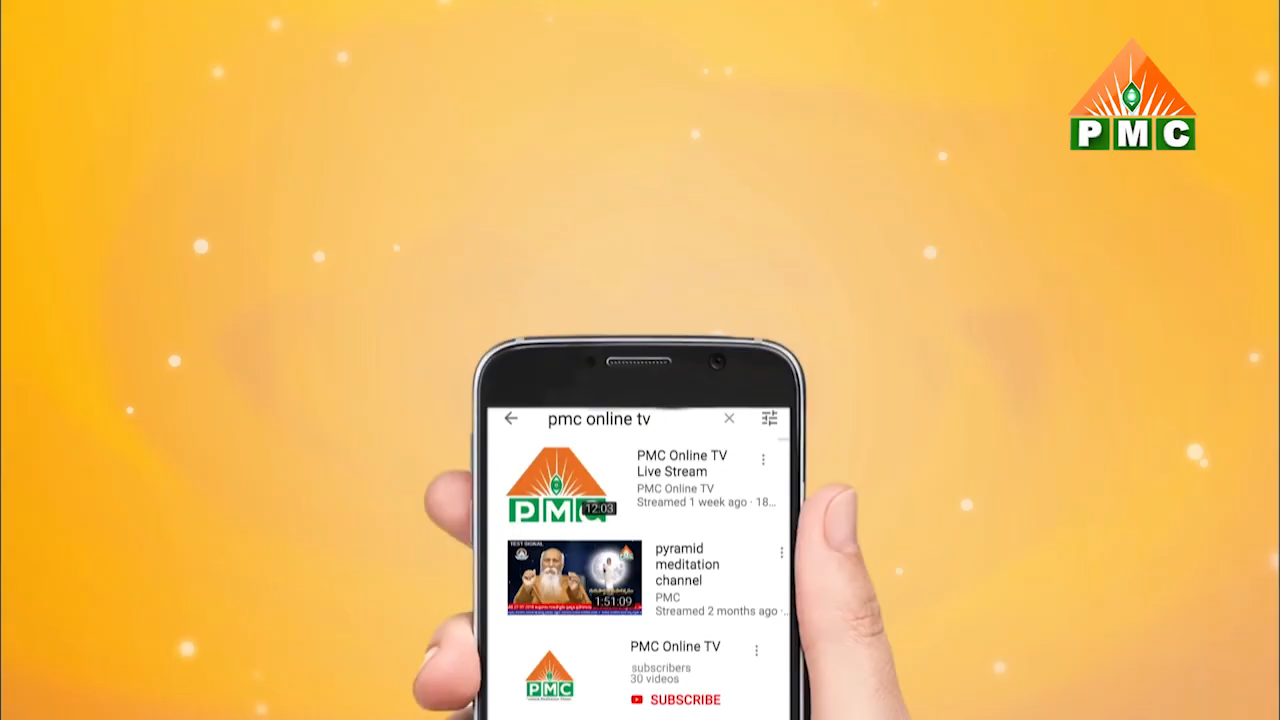 PMC
pmc online tv
PMC Online TV
Live Stream
PMC Online TV
Streamed 1 week ago · 18...
PMC
12:03
TEST SIGNAL
1:51:09
pyramid
meditation
channel
PMC
Streamed 2 months ago ·..
PMC Online TV
subscribers
30 videos
SUBSCRIBE
PMC